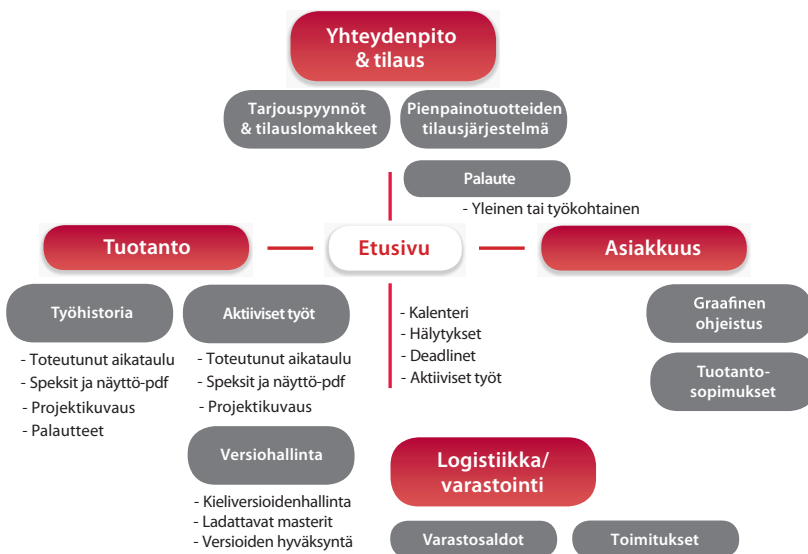 Yhteydenpito
& tilaus
Tarjouspyynnöt
& tilauslomakkeet
Pienpainotuotteiden
tilausjärjestelmä
Palaute
- Yleinen tai työkohtainen
Tuotanto
Etusivu
Asiakkuus
Työhistoria
- Toteutunut aikataulu
- Speksit ja näyttö-pdf
- Projektikuvaus
- Palautteet
Aktiiviset työt
- Toteutunut aikataulu
- Speksit ja näyttö-pdf
- Projektikuvaus
- Kalenteri
- Hälytykset
- Deadlinet
- Aktiiviset työt
Graafinen
ohjeistus
Tuotanto-
sopimukset
Versiohallinta
- Kieliversioidenhallinta
- Ladattavat masterit
- Versioiden hyväksyntä
Logistiikka/
varastointi
Varastosaldot
Toimitukset